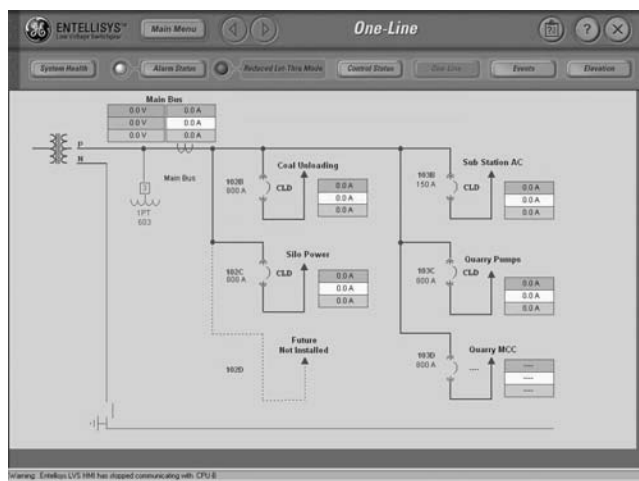 ENTELLISYS™
Low Voltage Switchgear
Main Menu
One-Line
?
X
System Health
Alarm Status
Reduced Let-Thru Mode
Control Status
One-Line
Events
Elevation
Main Bus
0.0 V 0.0 A
0.0 V 0.0 A
0.0 V 0.0 A
P
N
Main Bus
3
1PT
603
Coal Unloading
102B
800 A
CLD
0.0 A
0.0 A
0.0 A
Sub Station AC
103B
150 A
CLD
0.0 A
0.0 A
0.0 A
Silo Power
102C
800 A
CLD
0.0 A
0.0 A
0.0 A
Quarry Pumps
103C
800 A
CLD
0.0 A
0.0 A
0.0 A
Future
Not Installed
102D
Quarry MCC
103D
800 A
---
----
----
----
Warning: Entellisys LVS HMI has stopped communicating with CPU B